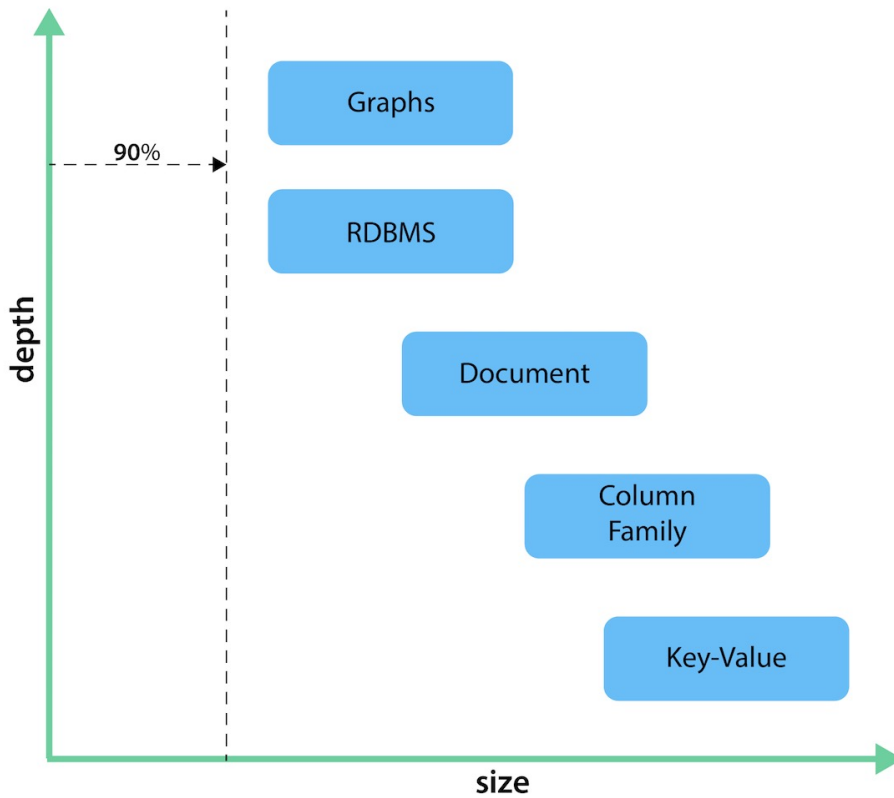 Graphs
90%
RDBMS
depth
Document
Column
Family
Key-Value
size